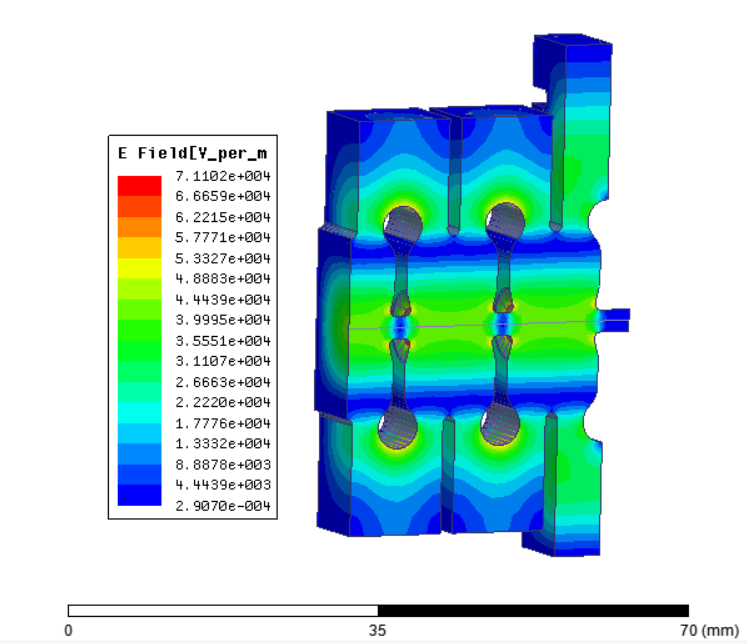 E Field[V_per_m
7.1102e+004
6.6659e+004
6.2215e+004
5.7771e+004
5.3327e+004
4.8883e+004
4.4439e+004
3.9995e+004
3.5551e+004
3.1107e+004
2.6663e+004
2.2220e+004
1.7776e+004
1.3332e+004
8.8878e+003
4.4439e+003
2.9070e-004
0 35 70 (mm)